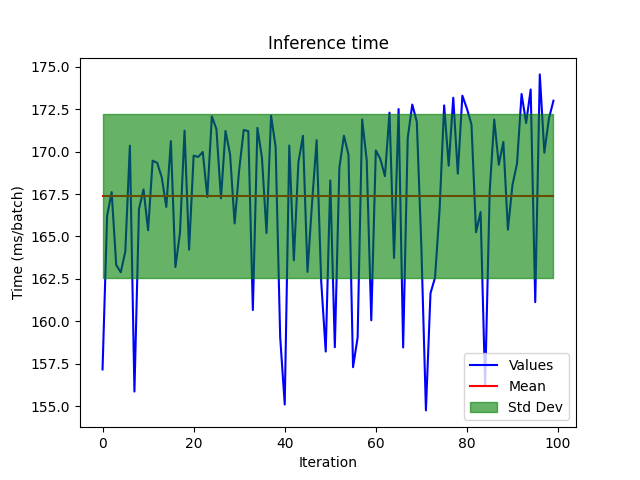 Inference time
Time (ms/batch)
175.0
172.5
170.0
167.5
165.0
162.5
160.0
157.5
155.0
0 20 40 60 80 100
Iteration
Values
Mean
Std Dev